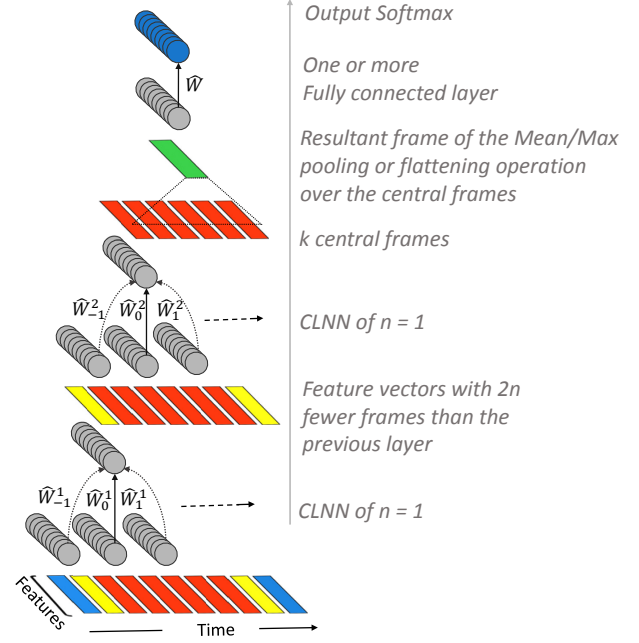 Output Softmax
Ŵ
One or more
Fully connected layer
Resultant frame of the Mean/Max
pooling or flattening operation
over the central frames
k central frames
Ŵ²₋₁ Ŵ²₀ Ŵ²₁
CLNN of n = 1
Feature vectors with 2n
fewer frames than the
previous layer
Ŵ¹₋₁ Ŵ¹₀ Ŵ¹₁
CLNN of n = 1
Features
Time